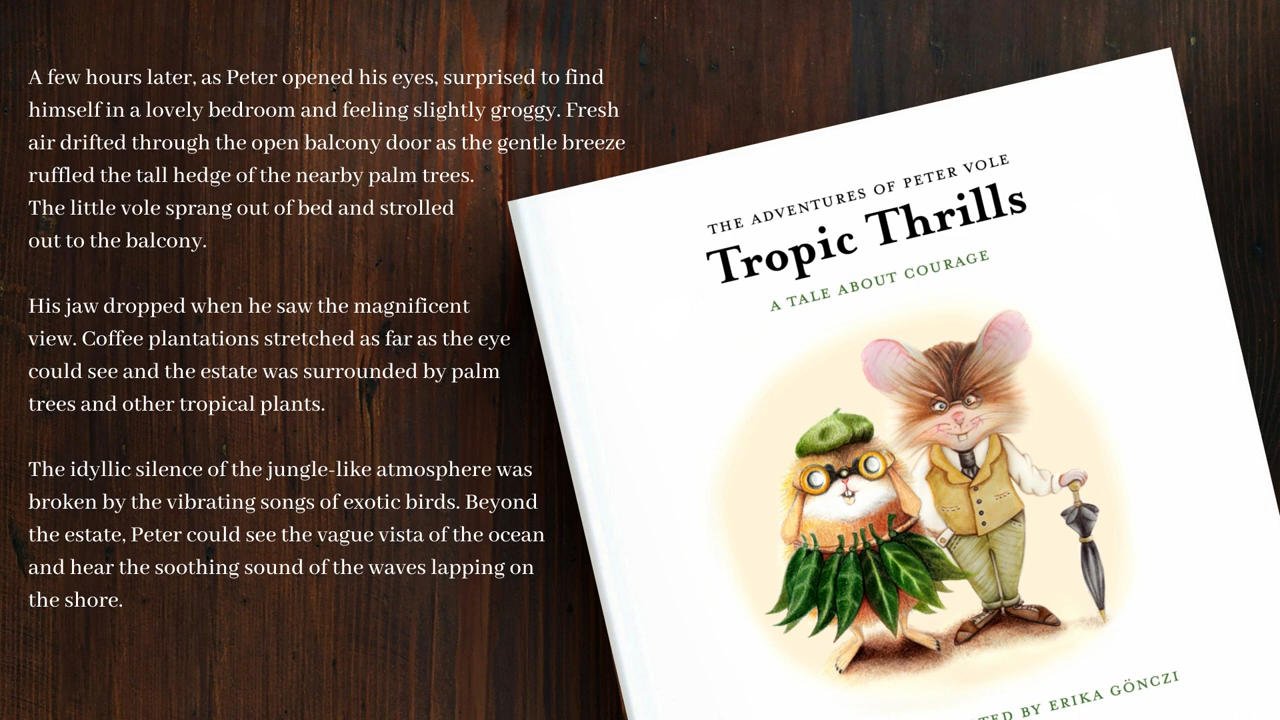 A few hours later, as Peter opened his eyes, surprised to find
himself in a lovely bedroom and feeling slightly groggy. Fresh
air drifted through the open balcony door as the gentle breeze
ruffled the tall hedge of the nearby palm trees.
The little vole sprang out of bed and strolled
out to the balcony.
His jaw dropped when he saw the magnificent
view. Coffee plantations stretched as far as the eye
could see and the estate was surrounded by palm
trees and other tropical plants.
The idyllic silence of the jungle-like atmosphere was
broken by the vibrating songs of exotic birds. Beyond
the estate, Peter could see the vague vista of the ocean
and hear the soothing sound of the waves lapping on
the shore.
THE ADVENTURES OF PETER VOLE
Tropic Thrills
A TALE ABOUT COURAGE
BY ERIKA GÖNCZI